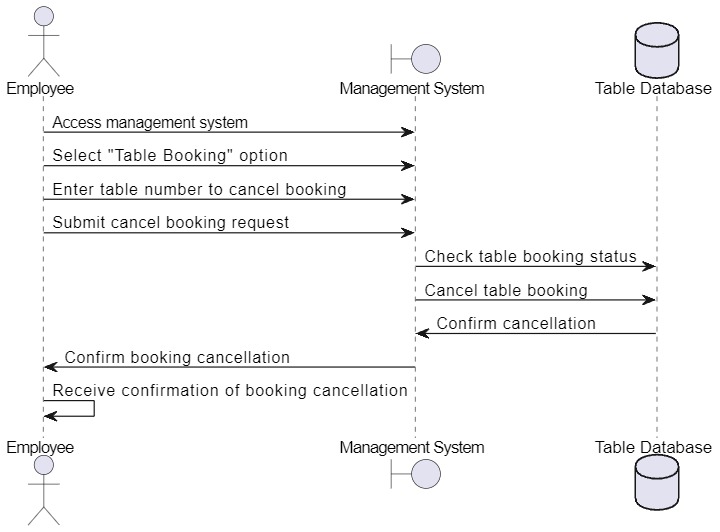 Employee
Management System
Table Database
Access management system
Select "Table Booking" option
Enter table number to cancel booking
Submit cancel booking request
Check table booking status
Cancel table booking
Confirm cancellation
Confirm booking cancellation
Receive confirmation of booking cancellation
Employee
Management System
Table Database